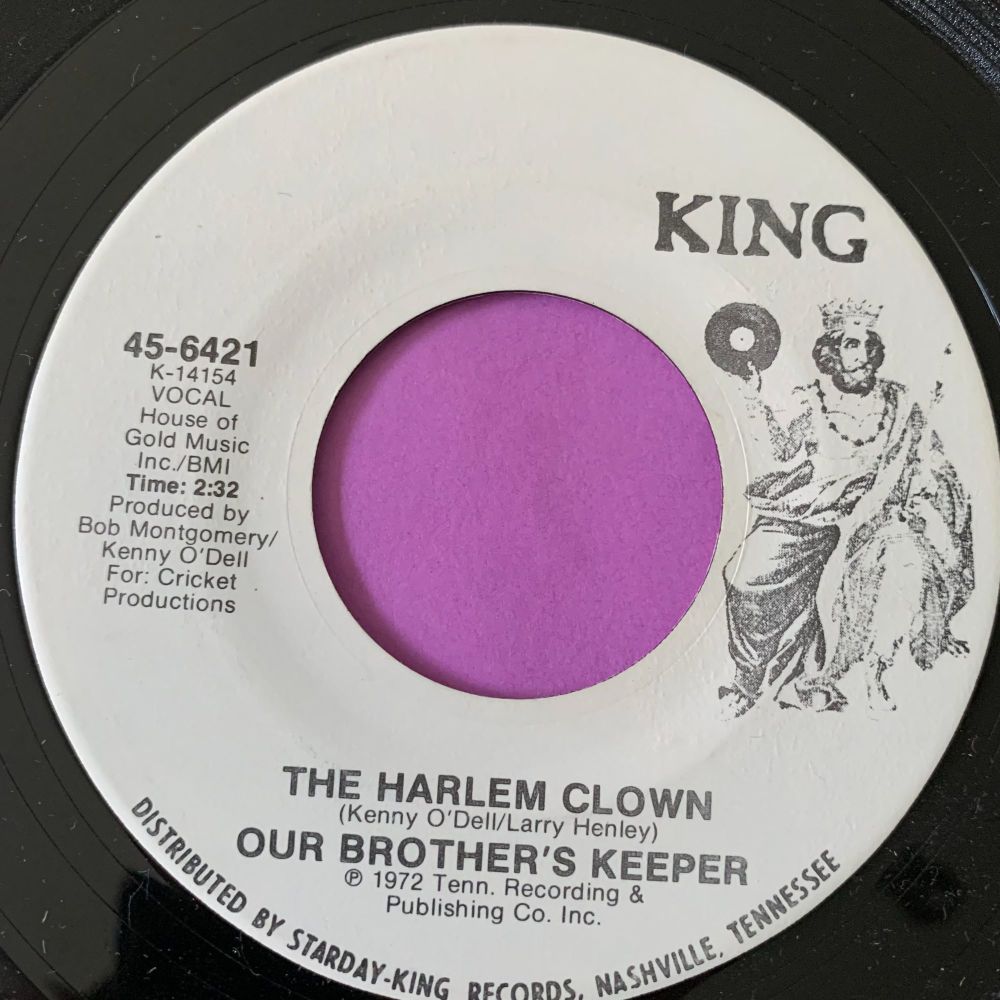 KING
45-6421
K-14154
VOCAL
House of
Gold Music
Inc./BMI
Time: 2:32
Produced by
Bob Montgomery/
Kenny O'Dell
For: Cricket
Productions
THE HARLEM CLOWN
(Kenny O'Dell/Larry Henley)
OUR BROTHER'S KEEPER
℗ 1972 Tenn. Recording &
Publishing Co. Inc.
DISTRIBUTED BY STARDAY-KING RECORDS, NASHVILLE, TENNESSEE